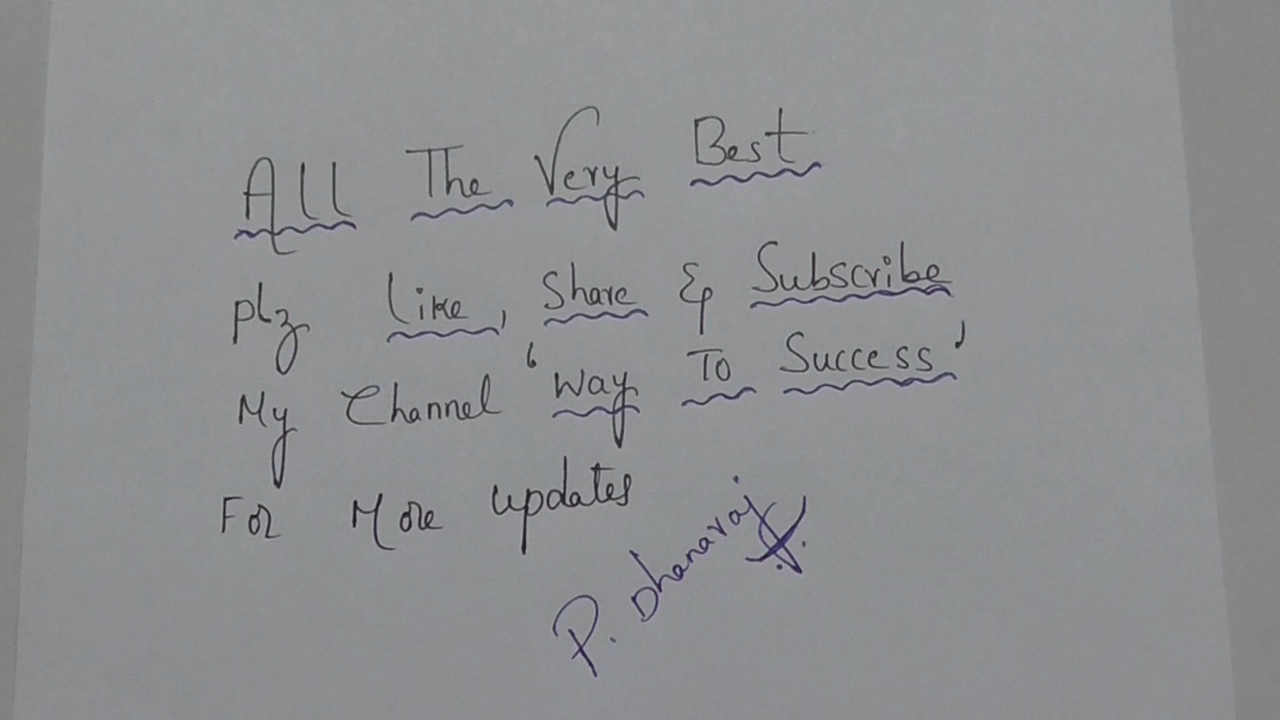 All The Very Best
plz like, Share & Subscribe
My Channel 'Way To Success'
For More updates
P. Dhanaraj